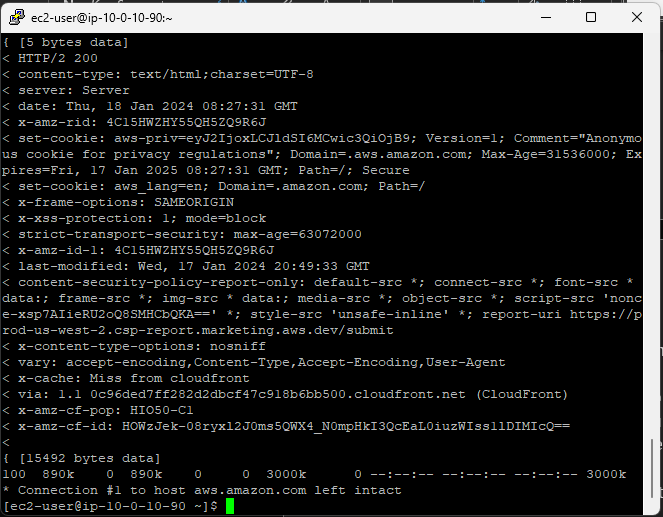 ec2-user@ip-10-0-10-90:~
{ [5 bytes data]
< HTTP/2 200
< content-type: text/html;charset=UTF-8
< server: Server
< date: Thu, 18 Jan 2024 08:27:31 GMT
< x-amz-rid: 4C15HWZHY55QH5ZQ9R6J
< set-cookie: aws-priv=eyJ2IjoxLCJldSI6MCwic3QiOjB9; Version=1; Comment="Anonymo
us cookie for privacy regulations"; Domain=.aws.amazon.com; Max-Age=31536000; Ex
pires=Fri, 17 Jan 2025 08:27:31 GMT; Path=/; Secure
< set-cookie: aws_lang=en; Domain=.amazon.com; Path=/
< x-frame-options: SAMEORIGIN
< x-xss-protection: 1; mode=block
< strict-transport-security: max-age=63072000
< x-amz-id-1: 4C15HWZHY55QH5ZQ9R6J
< last-modified: Wed, 17 Jan 2024 20:49:33 GMT
< content-security-policy-report-only: default-src *; connect-src *; font-src *
data:; frame-src *; img-src * data:; media-src *; object-src *; script-src 'nonc
e-xsp7AIieRU2oQ8SMHCbQKA==' *; style-src 'unsafe-inline' *; report-uri https://p
rod-us-west-2.csp-report.marketing.aws.dev/submit
< x-content-type-options: nosniff
< vary: accept-encoding,Content-Type,Accept-Encoding,User-Agent
< x-cache: Miss from cloudfront
< via: 1.1 0c96ded7ff282d2dbcf47c918b6bb500.cloudfront.net (CloudFront)
< x-amz-cf-pop: HIO50-C1
< x-amz-cf-id: HOWzJek-08ryxl2J0ms5QWX4_N0mpHkI3QcEaL0iuzWIss1lDIMIcQ==
<
{ [15492 bytes data]
100  890k    0  890k    0     0  3000k      0 --:--:-- --:--:-- --:--:-- 3000k
* Connection #1 to host aws.amazon.com left intact
[ec2-user@ip-10-0-10-90 ~]$